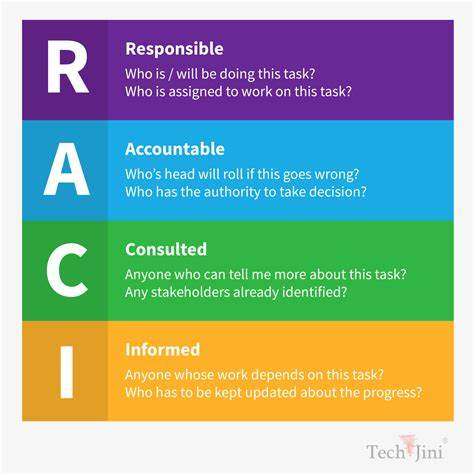 R
Responsible
Who is / will be doing this task?
Who is assigned to work on this task?
A
Accountable
Who's head will roll if this goes wrong?
Who has the authority to take decision?
C
Consulted
Anyone who can tell me more about this task?
Any stakeholders already identified?
I
Informed
Anyone whose work depends on this task?
Who has to be kept updated about the progress?
Tech Jini®